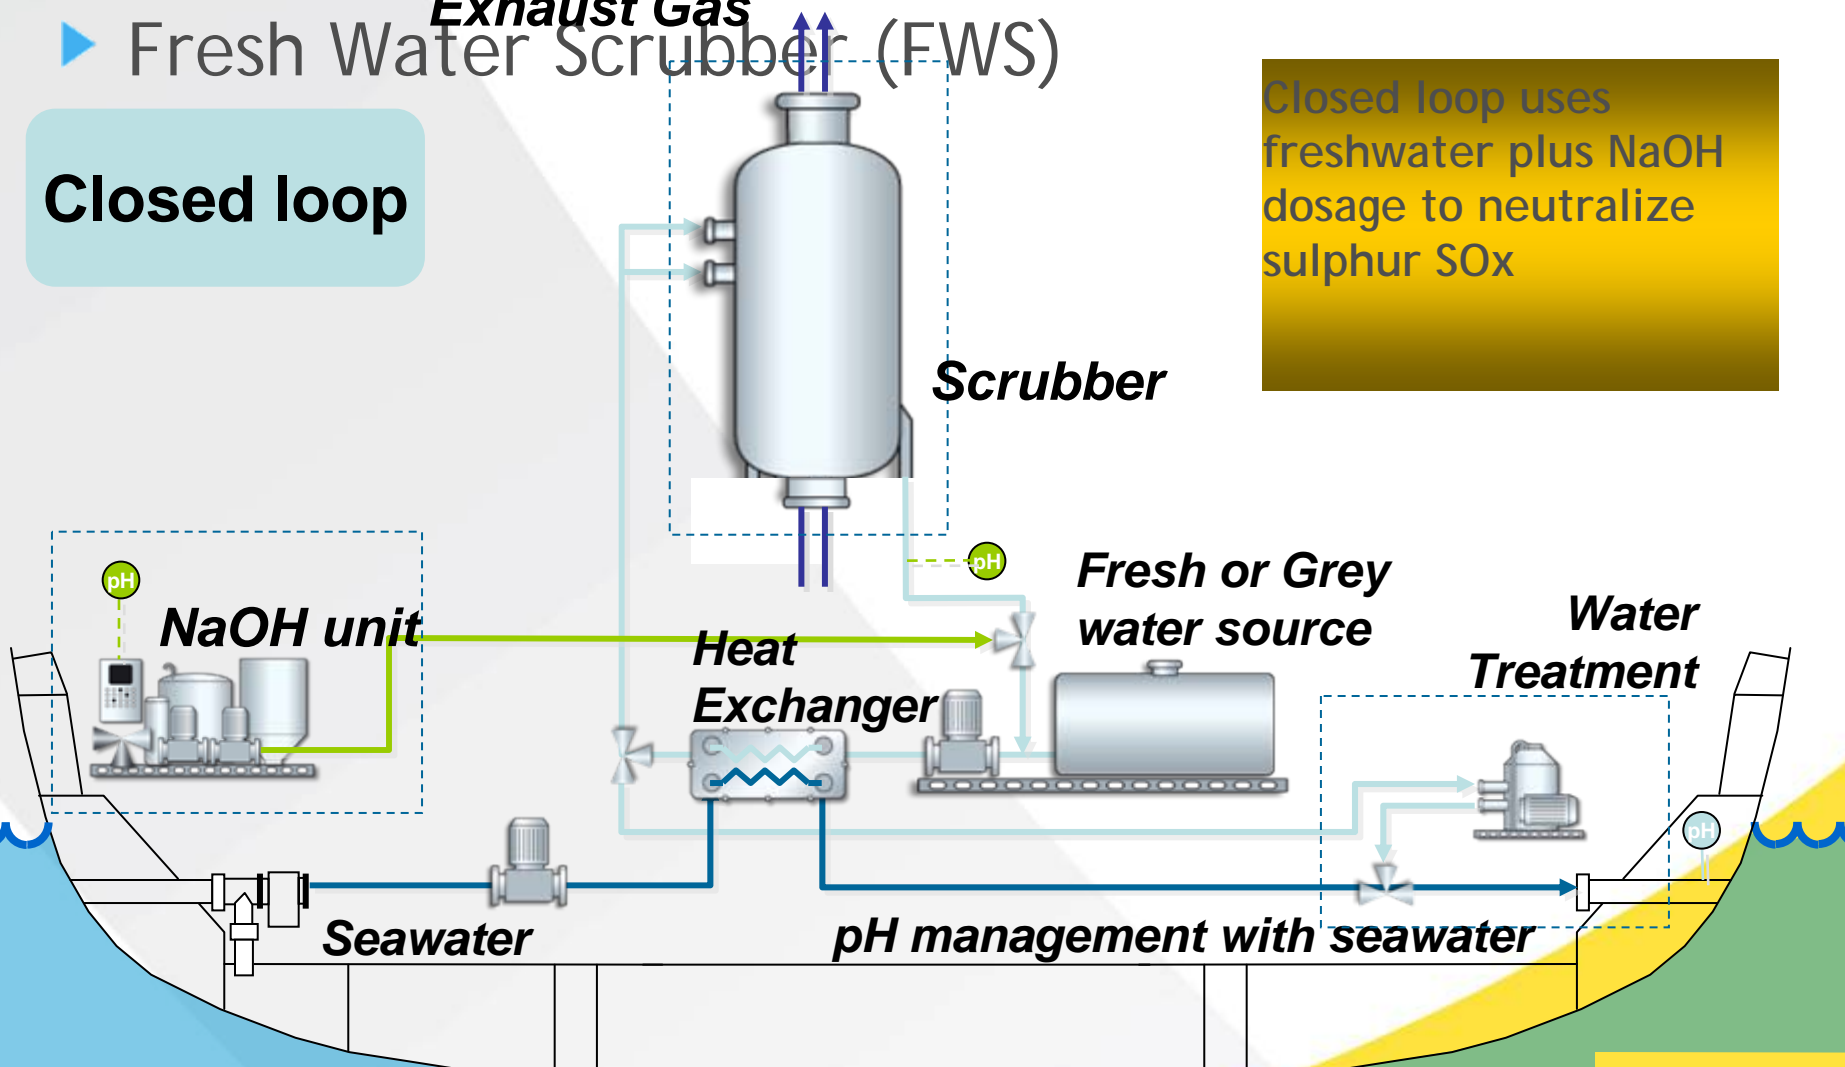 Exhaust Gas
Fresh Water Scrubber (FWS)
Closed loop
Closed loop uses
freshwater plus NaOH
dosage to neutralize
sulphur SOx
Scrubber
pH
NaOH unit
pH
Fresh or Grey
water source
Heat
Exchanger
Water
Treatment
pH
Seawater
pH management with seawater